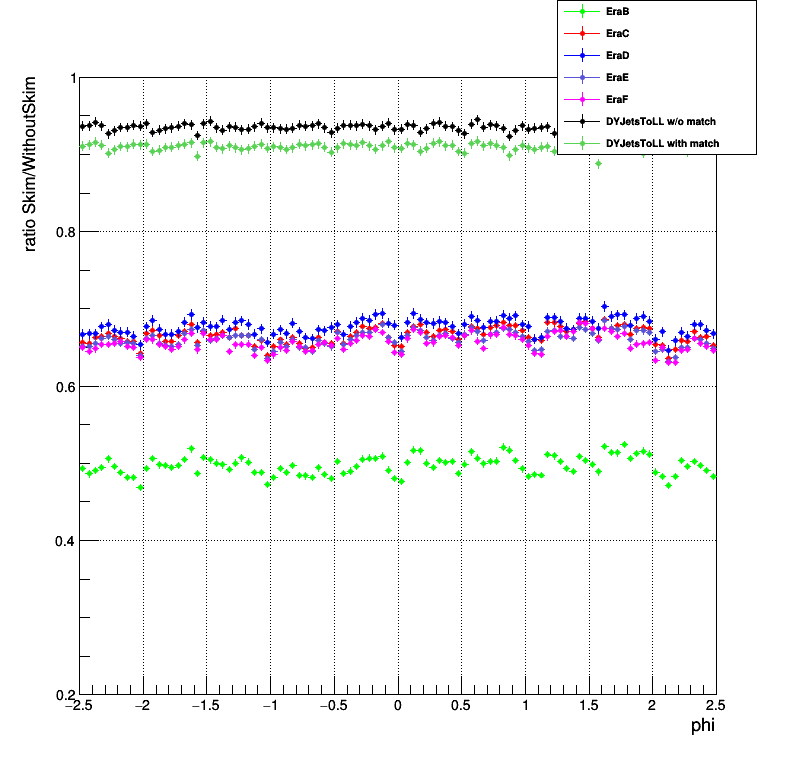 EraB
EraC
EraD
EraE
EraF
DYJetsToLL w/o match
DYJetsToLL with match
ratio Skim/WithoutSkim
1
0.8
0.6
0.4
0.2
−2.5 −2 −1.5 −1 −0.5 0 0.5 1 1.5 2 2.5
phi